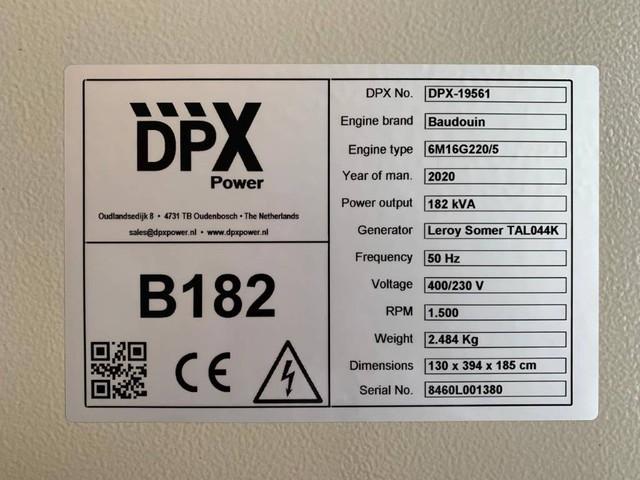 DPX
Power
Oudlandsedijk 8 • 4731 TB Oudenbosch • The Netherlands
sales@dpxpower.nl • www.dpxpower.nl
B182
CE
DPX No. DPX-19561
Engine brand Baudouin
Engine type 6M16G220/5
Year of man. 2020
Power output 182 kVA
Generator Leroy Somer TAL044K
Frequency 50 Hz
Voltage 400/230 V
RPM 1.500
Weight 2.484 Kg
Dimensions 130 x 394 x 185 cm
Serial No. 8460L001380